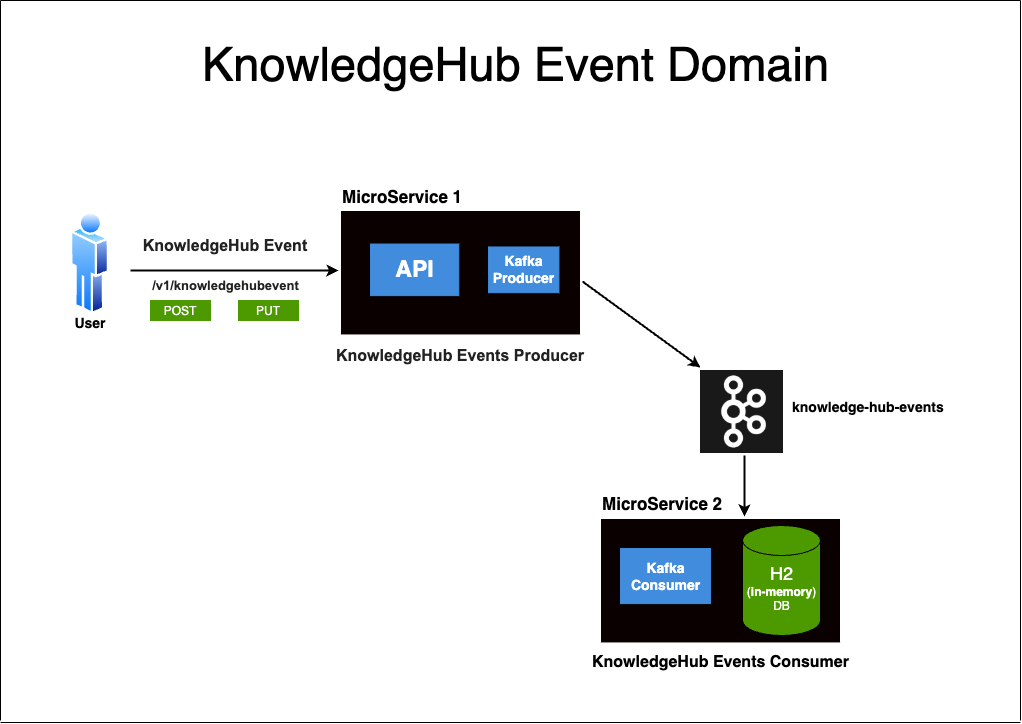 KnowledgeHub Event Domain
MicroService 1
KnowledgeHub Event
API
Kafka
Producer
/v1/knowledgehubevent
POST
PUT
User
KnowledgeHub Events Producer
knowledge-hub-events
MicroService 2
Kafka
Consumer
H2
(in-memory)
DB
KnowledgeHub Events Consumer